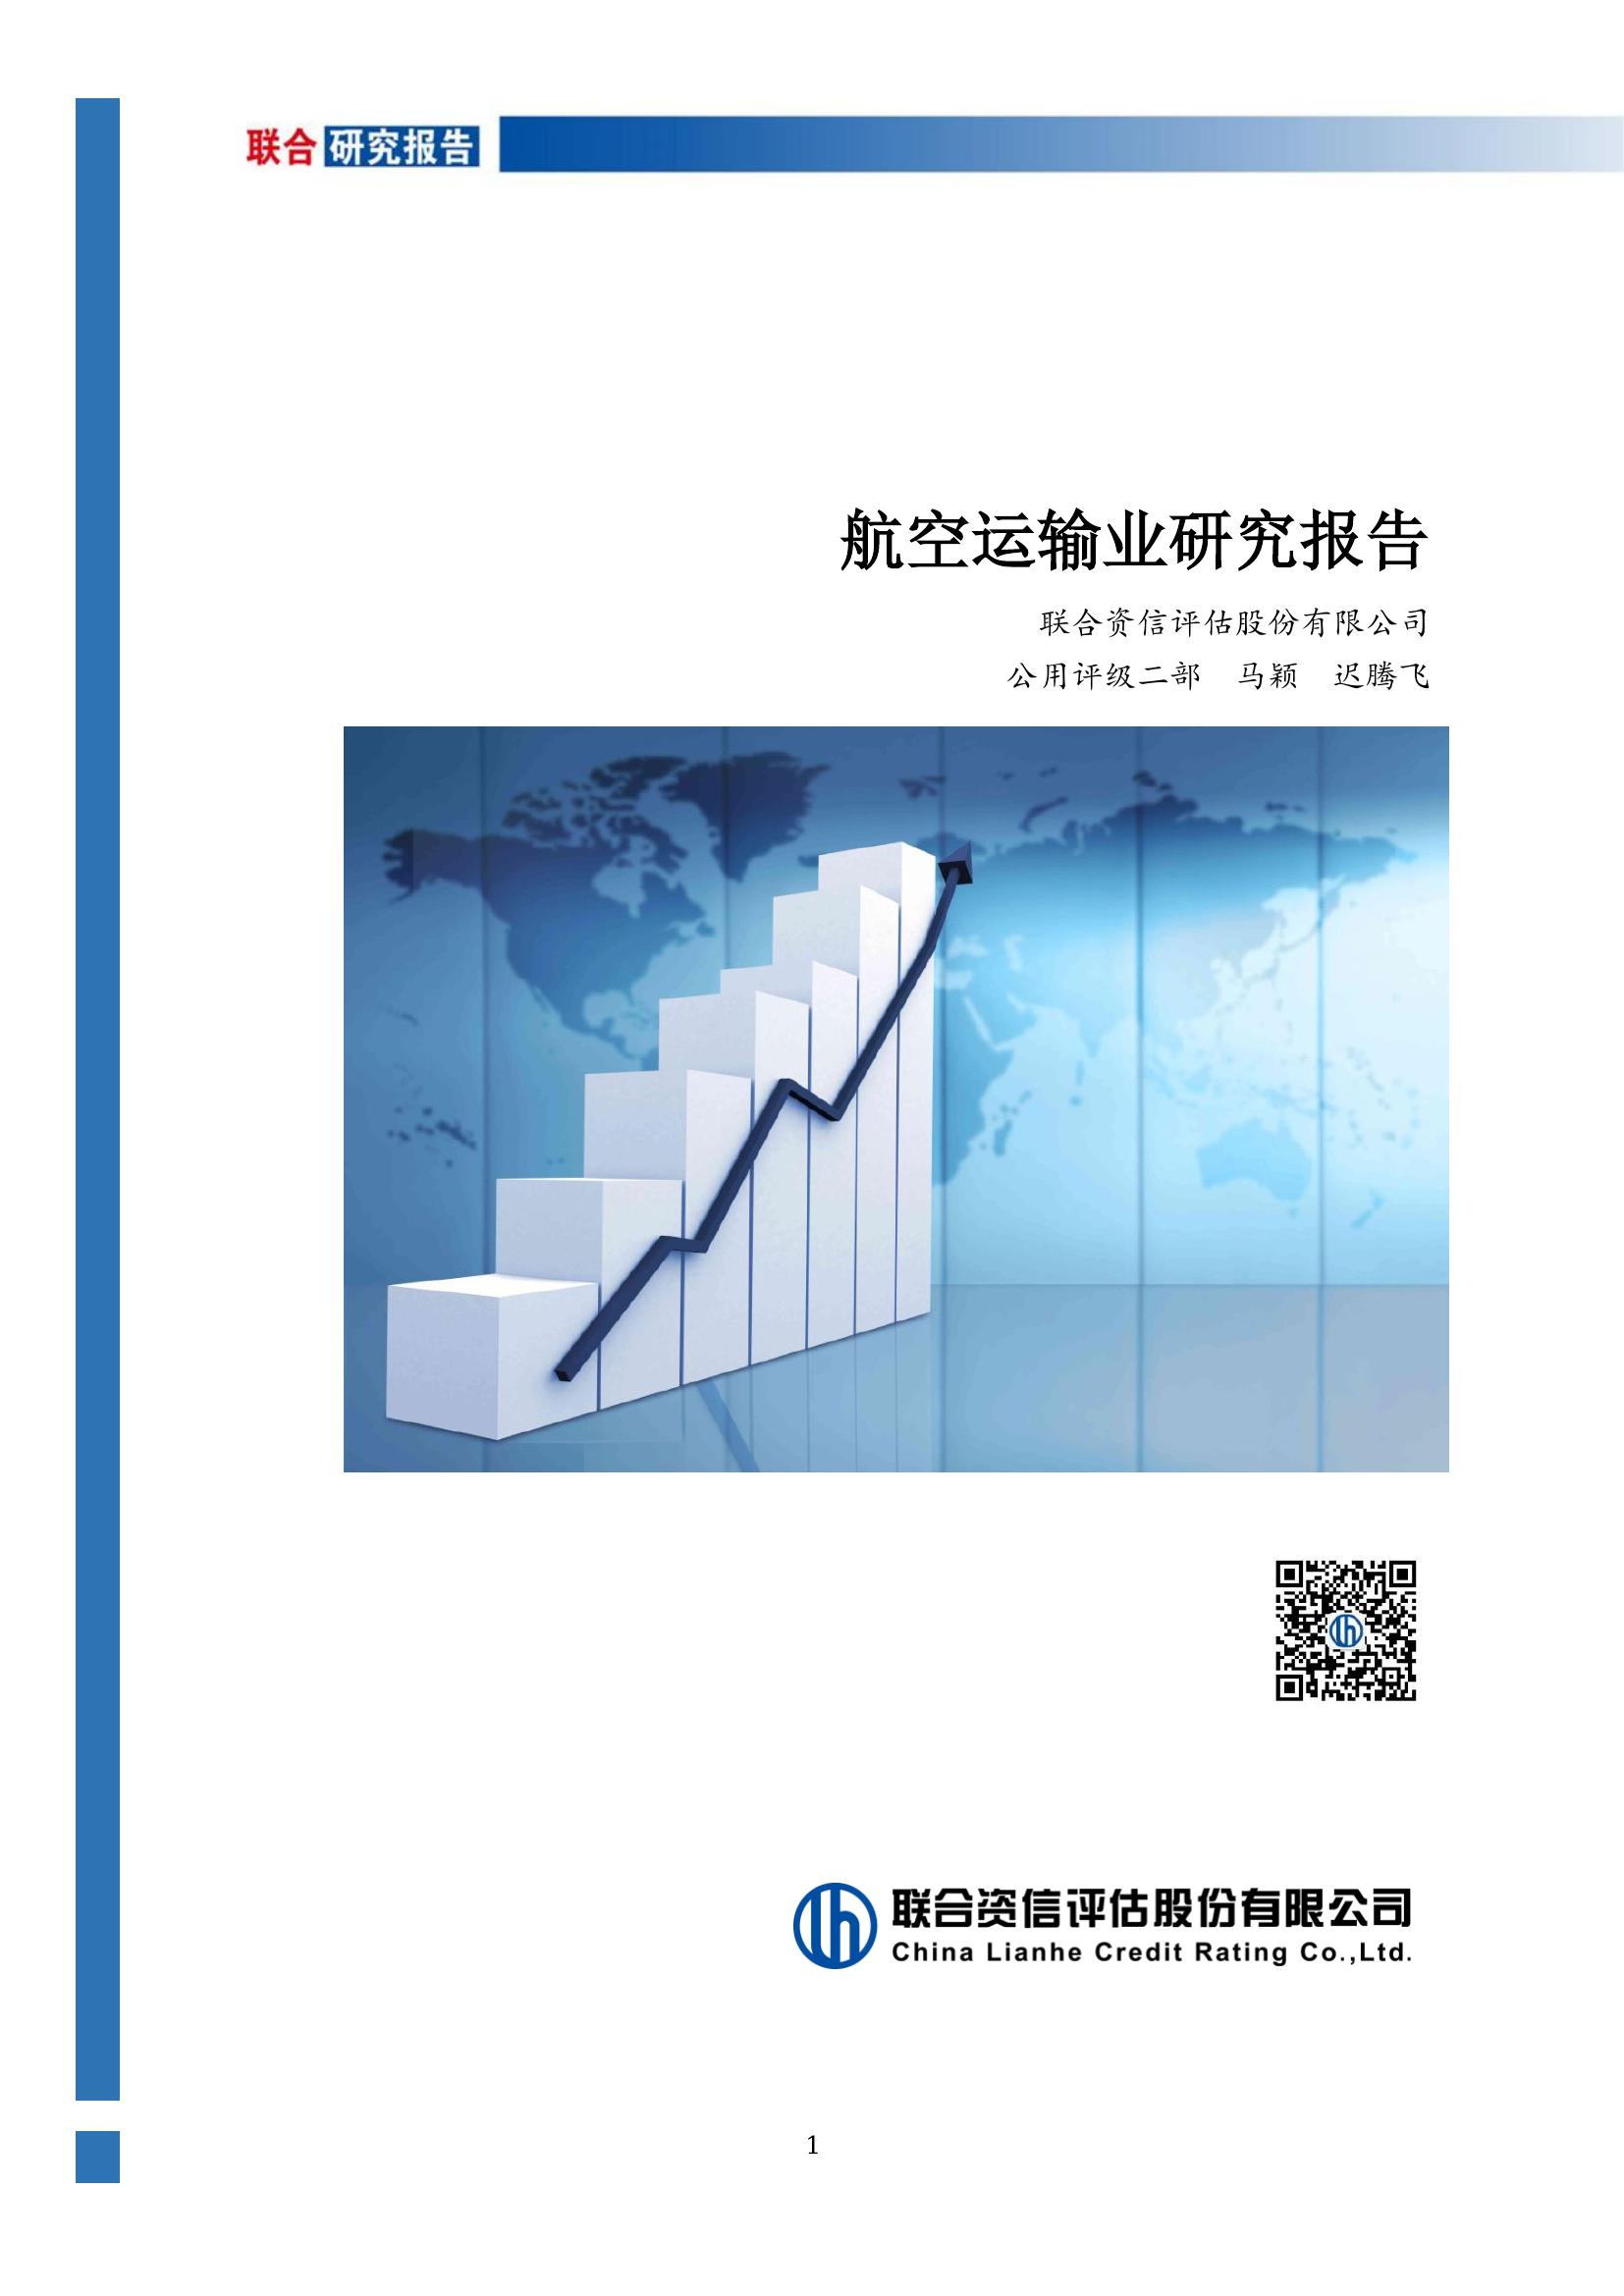 联合研究报告
航空运输业研究报告
联合资信评估股份有限公司
公用评级二部 马颖 迟腾飞
联合资信评估股份有限公司
China Lianhe Credit Rating Co.,Ltd.
1